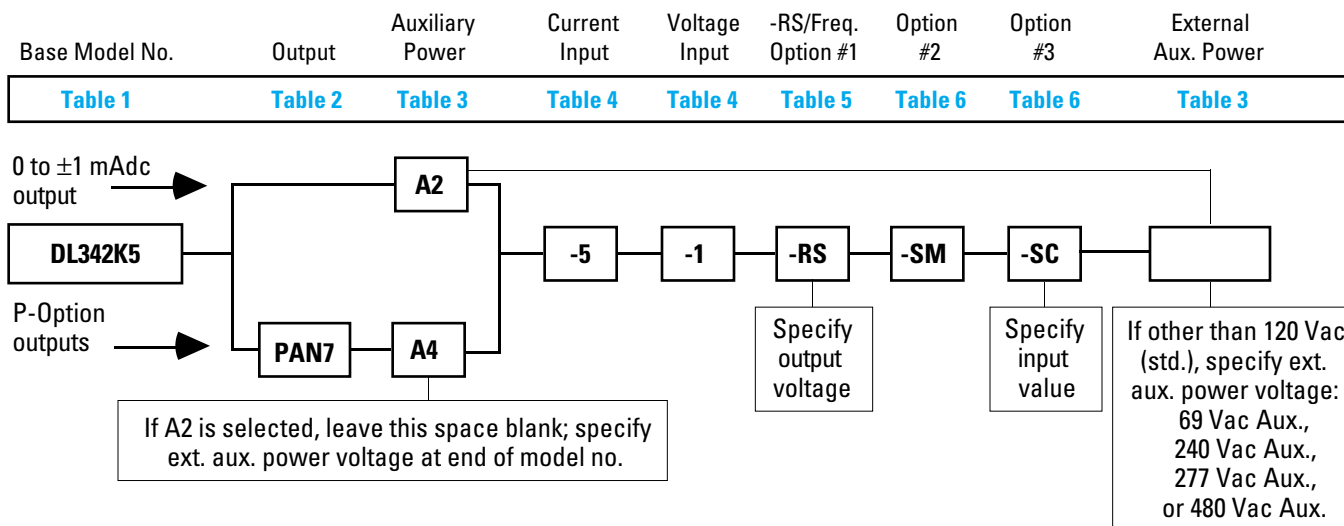 Base Model No.
Output
Auxiliary
Power
Current
Input
Voltage
Input
-RS/Freq.
Option #1
Option
#2
Option
#3
External
Aux. Power
Table 1
Table 2
Table 3
Table 4
Table 4
Table 5
Table 6
Table 6
Table 3
0 to ±1 mAdc
output
A2
DL342K5
-5
-1
-RS
-SM
-SC
P-Option
outputs
PAN7
A4
Specify
output
voltage
Specify
input
value
If other than 120 Vac
(std.), specify ext.
aux. power voltage:
69 Vac Aux.,
240 Vac Aux.,
277 Vac Aux.,
or 480 Vac Aux.
If A2 is selected, leave this space blank; specify
ext. aux. power voltage at end of model no.